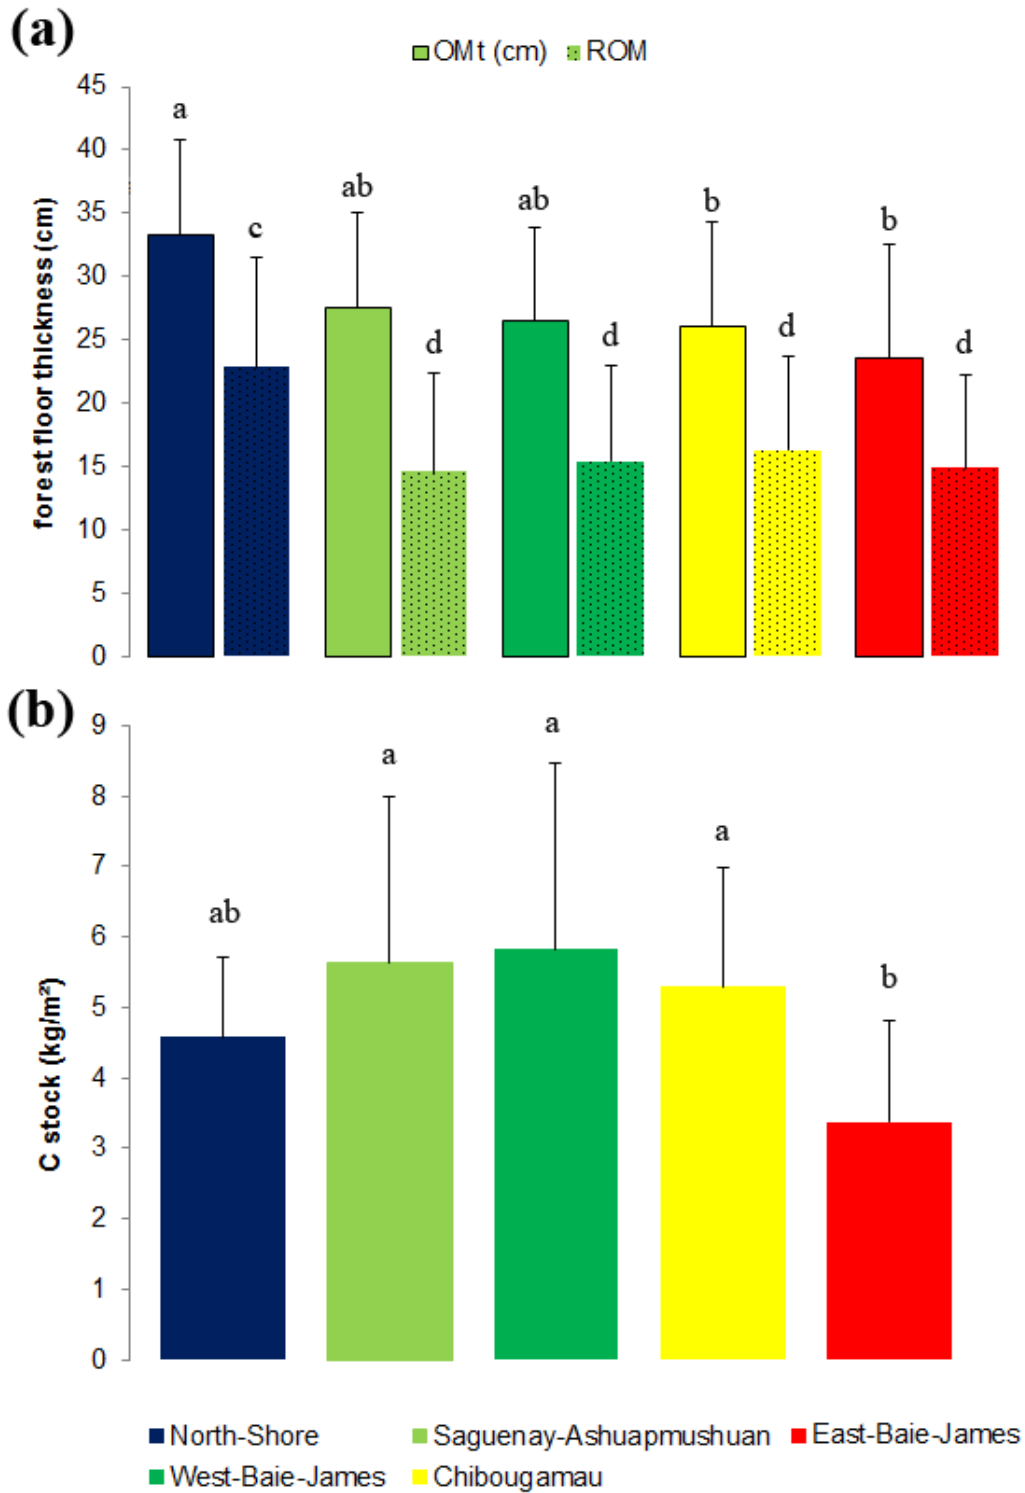 (a)
OMt (cm) ROM
forest floor thickness (cm)
45
40
35
30
25
20
15
10
5
0
a
c
ab
d
ab
d
b
d
b
d
(b)
C stock (kg/m²)
9
8
7
6
5
4
3
2
1
0
ab
a
a
a
b
North-Shore Saguenay-Ashuapmushuan East-Baie-James
West-Baie-James Chibougamau